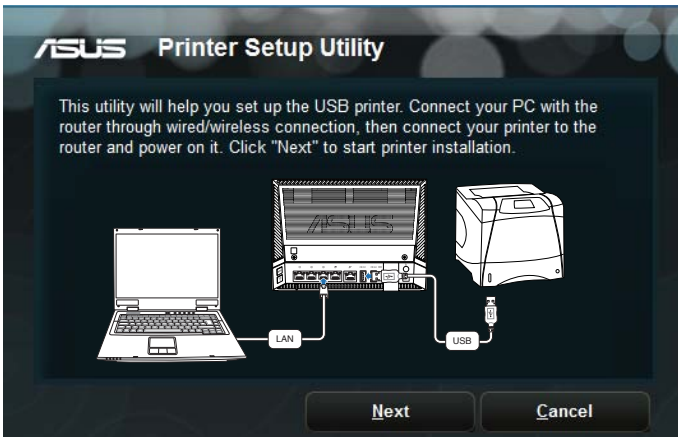 ASUS Printer Setup Utility
This utility will help you set up the USB printer. Connect your PC with the
router through wired/wireless connection, then connect your printer to the
router and power on it. Click "Next" to start printer installation.
ASUS
LAN
USB
Next Cancel